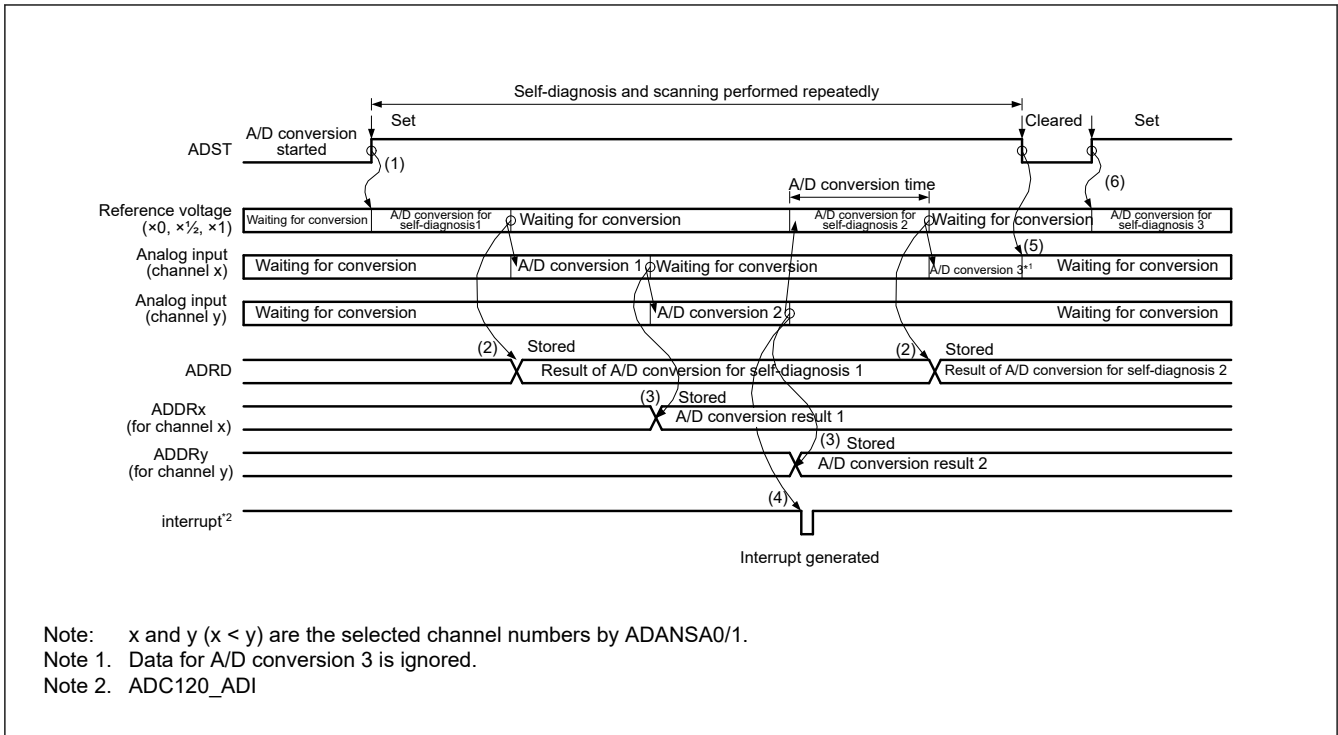 Self-diagnosis and scanning performed repeatedly
Set
Cleared
Set
A/D conversion
started
ADST
(1)
(6)
A/D conversion time
Reference voltage
(×0, ×½, ×1)
Waiting for conversion
A/D conversion for
self-diagnosis1
Waiting for conversion
A/D conversion for
self-diagnosis 2
Waiting for conversion
A/D conversion for
self-diagnosis 3
(5)
Analog input
(channel x)
Waiting for conversion
A/D conversion 1
Waiting for conversion
A/D conversion 3*1
Waiting for conversion
Analog input
(channel y)
Waiting for conversion
A/D conversion 2
Waiting for conversion
(2)
Stored
(2)
Stored
ADRD
Result of A/D conversion for self-diagnosis 1
Result of A/D conversion for self-diagnosis 2
(3)
Stored
ADDRx
(for channel x)
A/D conversion result 1
(3)
Stored
ADDRy
(for channel y)
A/D conversion result 2
(4)
interrupt*2
Interrupt generated
Note: x and y (x < y) are the selected channel numbers by ADANSA0/1.
Note 1. Data for A/D conversion 3 is ignored.
Note 2. ADC120_ADI